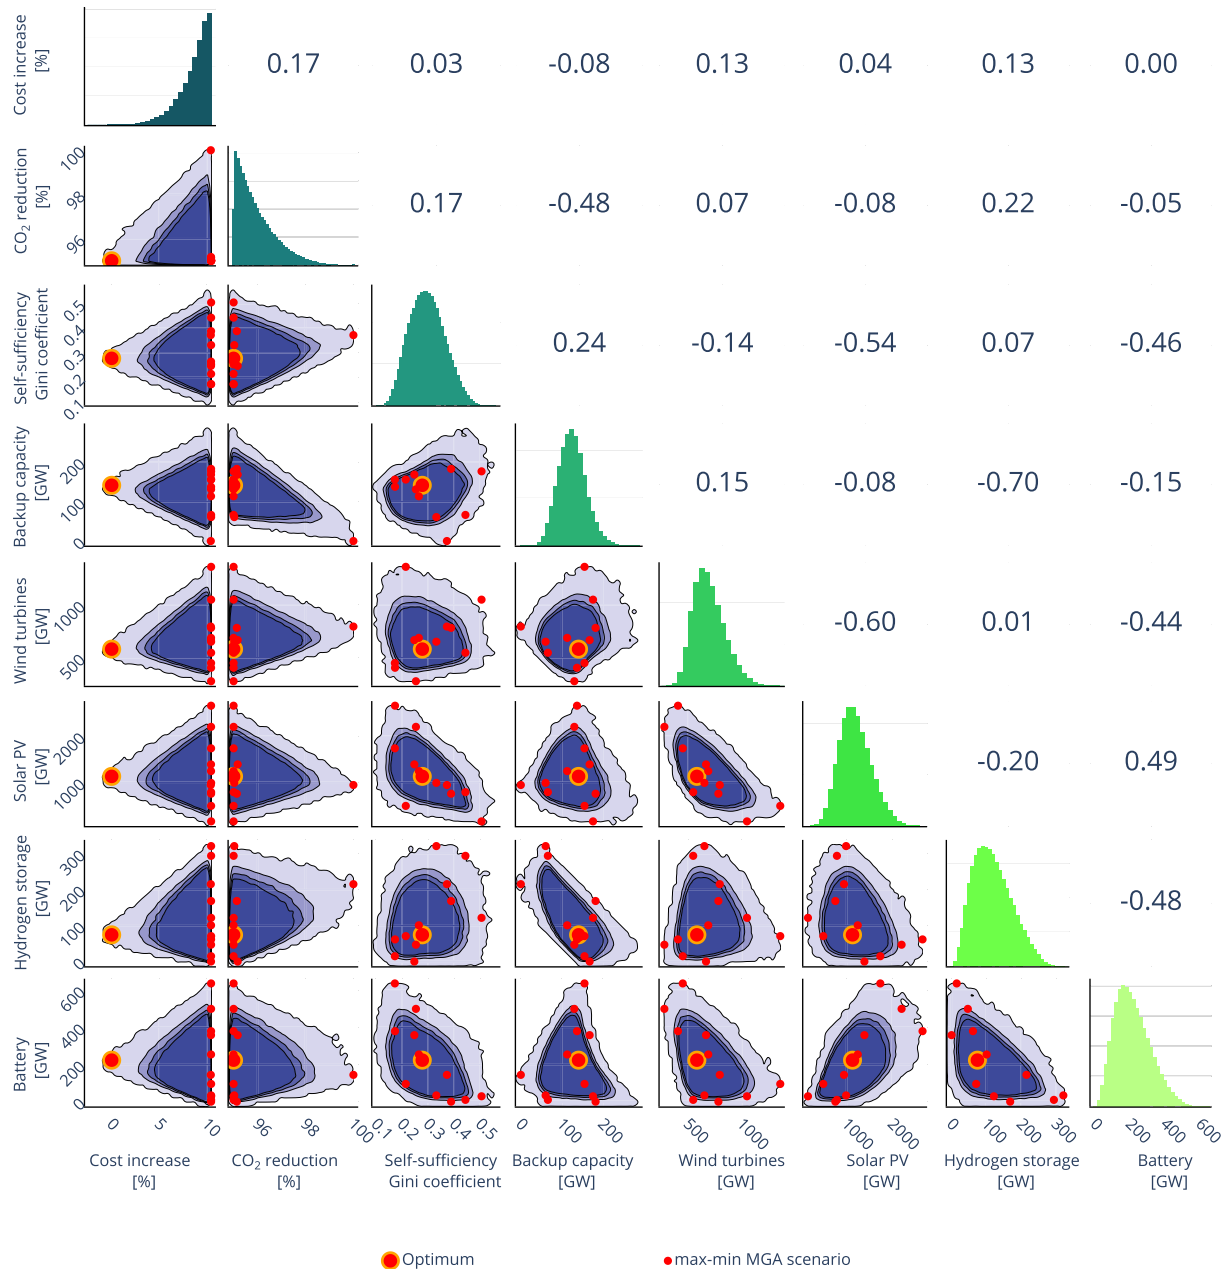 Cost increase
[%]
0.17
0.03
-0.08
0.13
0.04
0.13
0.00
CO2 reduction
[%]
100
98
96
0.17
-0.48
0.07
-0.08
0.22
-0.05
Self-sufficiency
Gini coefficient
0.5
0.4
0.3
0.2
0.1
0.24
-0.14
-0.54
0.07
-0.46
Backup capacity
[GW]
200
100
0
0.15
-0.08
-0.70
-0.15
Wind turbines
[GW]
1000
500
-0.60
0.01
-0.44
Solar PV
[GW]
2000
1000
-0.20
0.49
Hydrogen storage
[GW]
300
200
100
0
-0.48
Battery
[GW]
600
400
200
0
0 5 10
96 98 100
0.1 0.2 0.3 0.4 0.5
0 100 200
500 1000
1000 2000
0 100 200 300
0 200 400 600
Cost increase
[%]
CO2 reduction
[%]
Self-sufficiency
Gini coefficient
Backup capacity
[GW]
Wind turbines
[GW]
Solar PV
[GW]
Hydrogen storage
[GW]
Battery
[GW]
Optimum
max-min MGA scenario